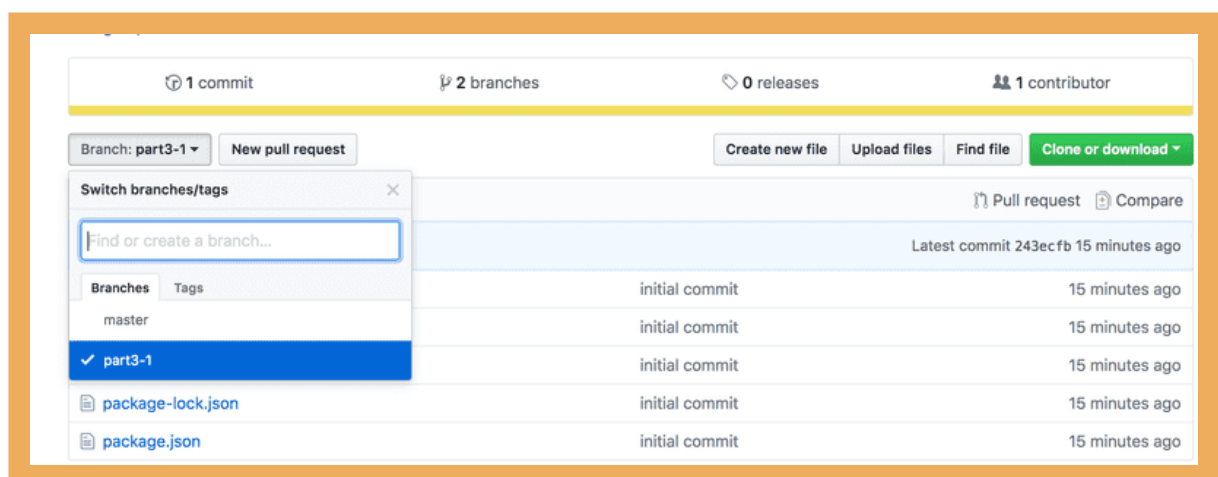 1 commit 2 branches 0 releases 1 contributor
Branch: part3-1 New pull request Create new file Upload files Find file Clone or download
Switch branches/tags Pull request Compare
Find or create a branch...
Latest commit 243ecfb 15 minutes ago
Branches Tags initial commit 15 minutes ago
master initial commit 15 minutes ago
part3-1 initial commit 15 minutes ago
package-lock.json initial commit 15 minutes ago
package.json initial commit 15 minutes ago